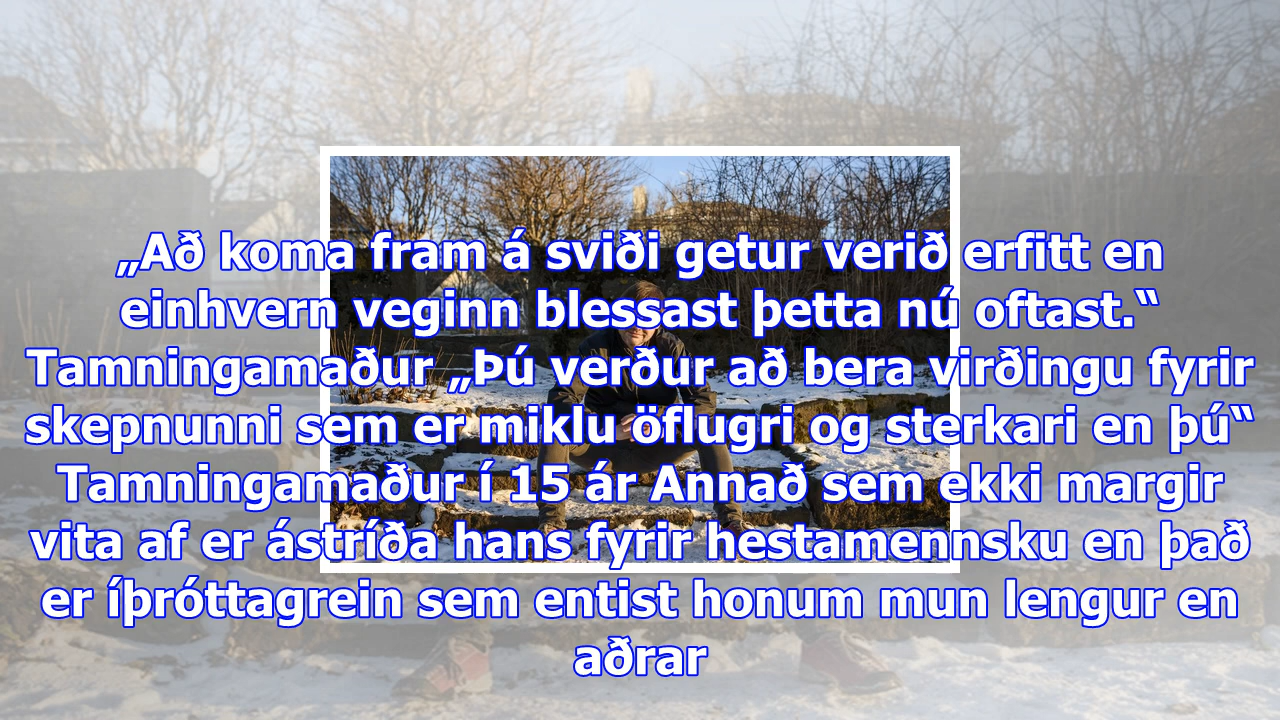 „Að koma fram á sviði getur verið erfitt en
einhvern veginn blessast þetta nú oftast.“
Tamningamaður „Þú verður að bera virðingu fyrir
skepnunni sem er miklu öflugri og sterkari en þú“
Tamningamaður í 15 ár Annað sem ekki margir
vita af er ástríða hans fyrir hestamennsku en það
er íþróttagrein sem entist honum mun lengur en
aðrar